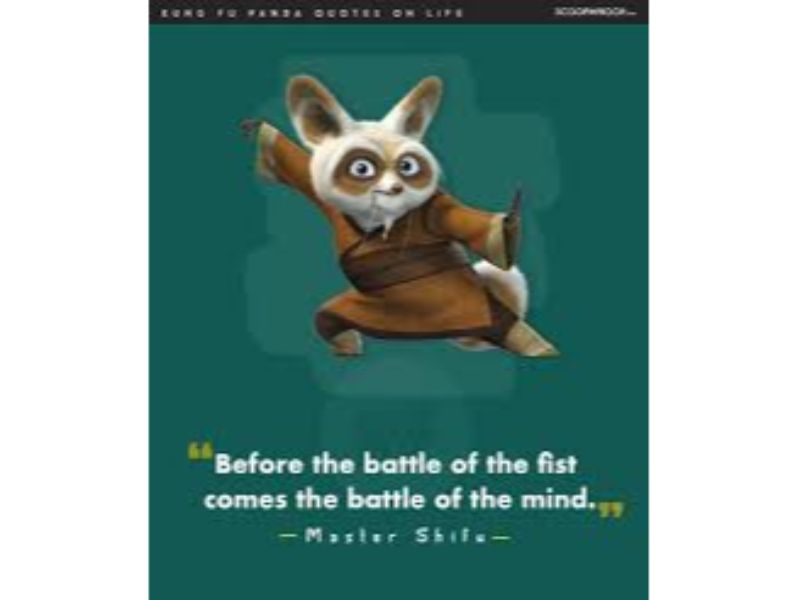 KUNG FU PANDA QUOTES ON LIFE
SCOOPWHOOP
“Before the battle of the fist
comes the battle of the mind.”
— Master Shifu —